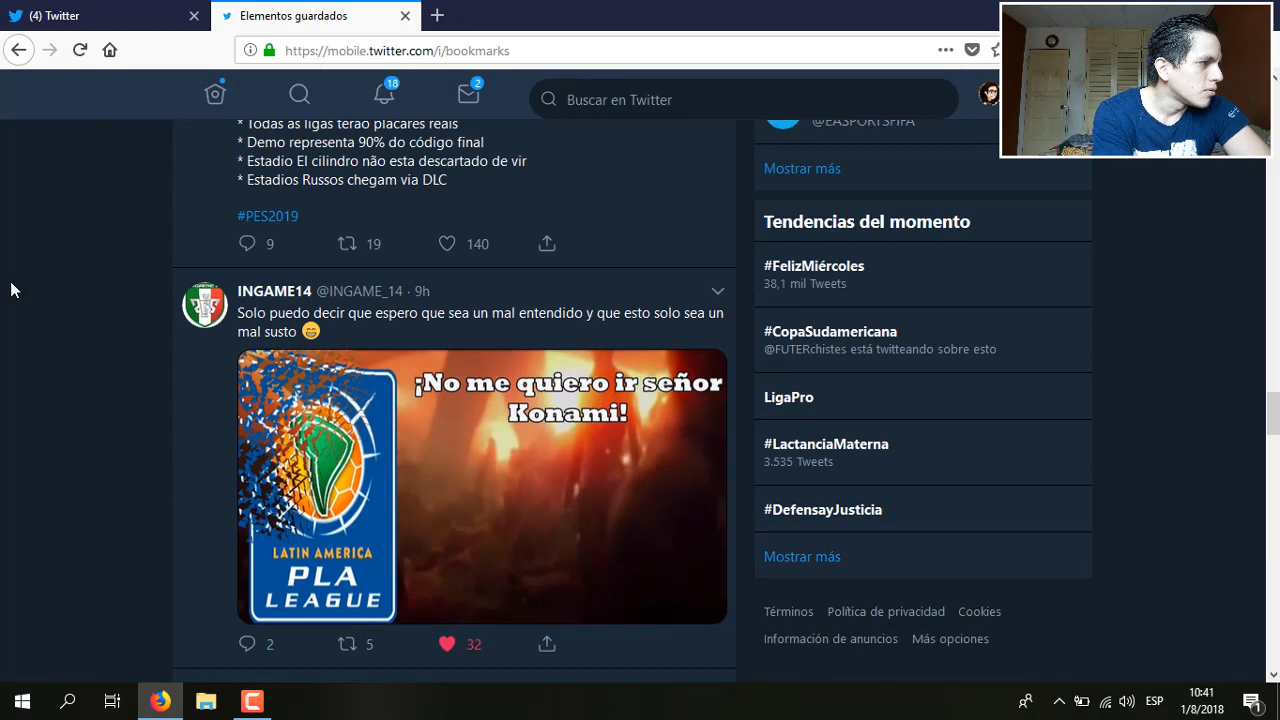 (4) Twitter
Elementos guardados
https://mobile.twitter.com/i/bookmarks
18
2
Buscar en Twitter
* Todas as ligas terão placares reais
* Demo representa 90% do código final
* Estadio El cilindro não esta descartado de vir
* Estadios Russos chegam via DLC
#PES2019
9
19
140
INGAME14 @INGAME_14 · 9h
Solo puedo decir que espero que sea un mal entendido y que esto solo sea un
mal susto
¡No me quiero ir señor
Konami!
LATIN AMERICA
PLA
LEAGUE
2
5
32
@EASPORTSFIFA
Mostrar más
Tendencias del momento
#FelizMiércoles
38,1 mil Tweets
#CopaSudamericana
@FUTERchistes está twitteando sobre esto
LigaPro
#LactanciaMaterna
3.535 Tweets
#DefensayJusticia
Mostrar más
Términos Política de privacidad Cookies
Información de anuncios Más opciones
ESP
10:41
1/8/2018
1